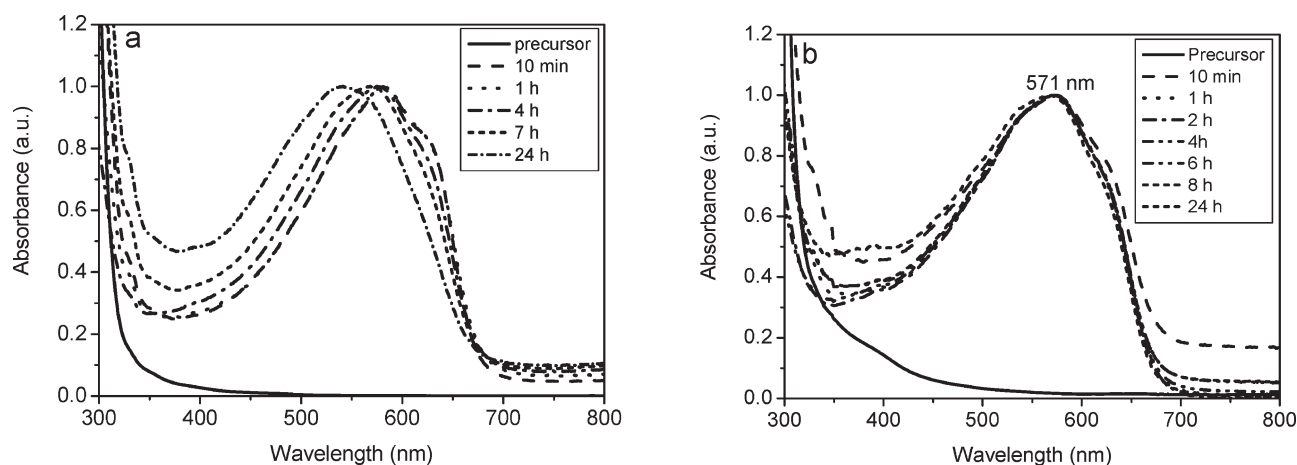 a
precursor
10 min
1 h
4 h
7 h
24 h
1.2
1.0
0.8
0.6
0.4
0.2
0.0
Absorbance (a.u.)
300 400 500 600 700 800
Wavelength (nm)
b
571 nm
Precursor
10 min
1 h
2 h
4h
6 h
8 h
24 h
1.2
1.0
0.8
0.6
0.4
0.2
0.0
Absorbance (a.u.)
300 400 500 600 700 800
Wavelength (nm)